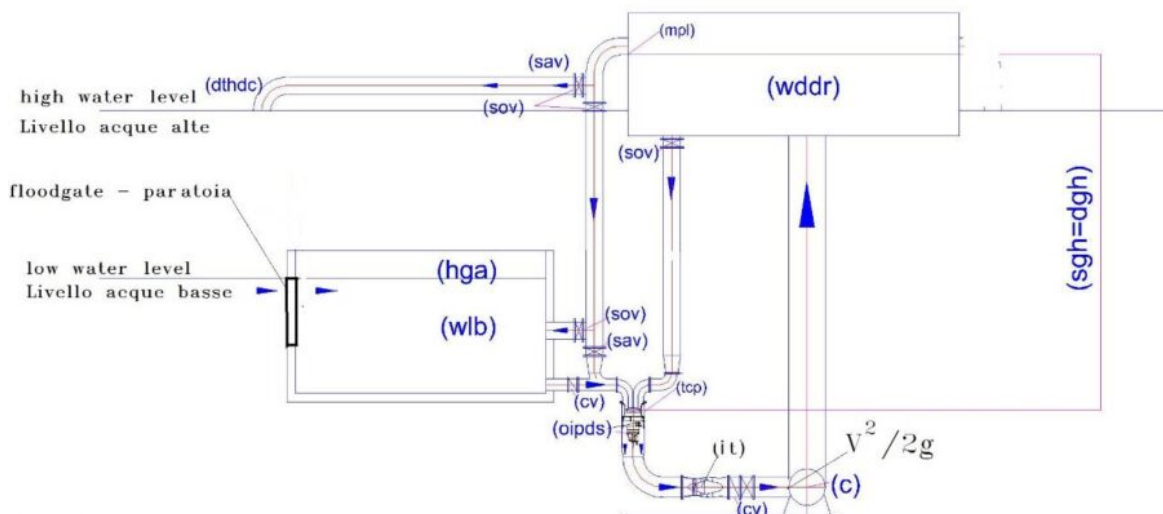 (mpl)
(sav)
(dthdc)
(wddr)
high water level
(sov)
Livello acque alte
(sov)
floodgate - paratoia
(sgh=dgh)
low water level
(hga)
Livello acque basse
(sov)
(wlb)
(sav)
(tcp)
(cv)
(oipds)
(it)
V²/2g
(c)
(cv)